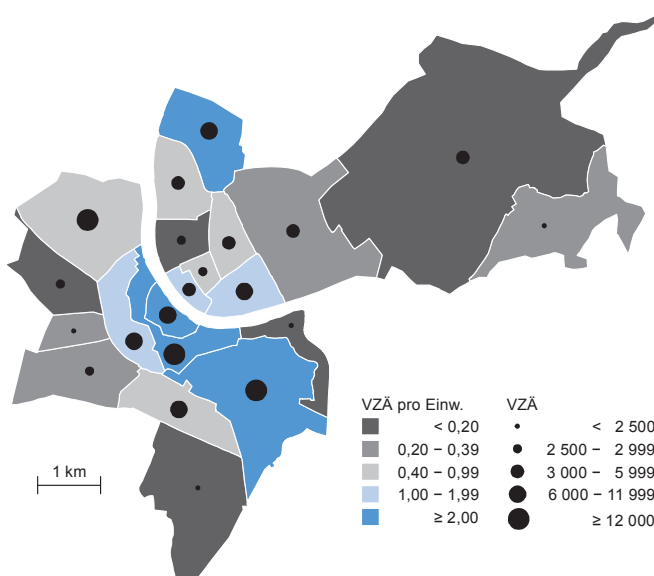 VZÄ pro Einw.
< 0,20
0,20 – 0,39
0,40 – 0,99
1,00 – 1,99
≥ 2,00
VZÄ
< 2 500
2 500 – 2 999
3 000 – 5 999
6 000 – 11 999
≥ 12 000
1 km